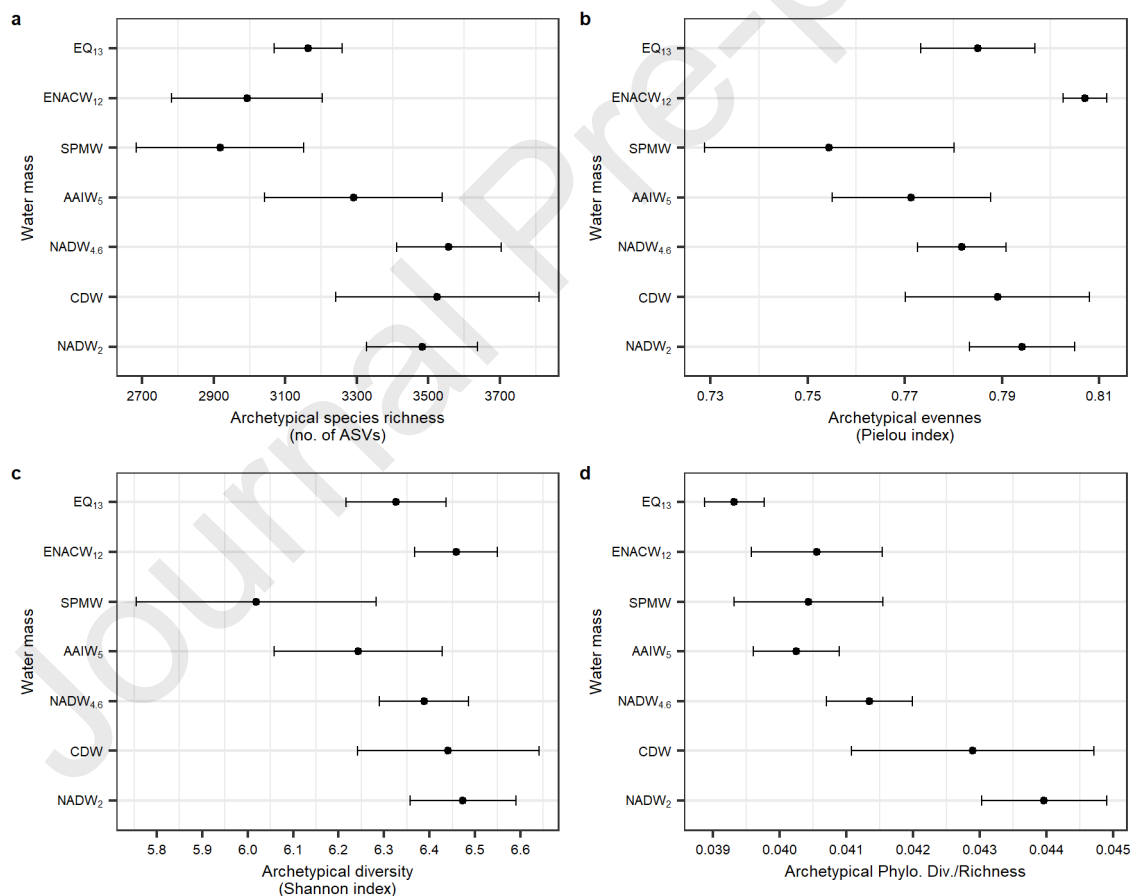 a
EQ13
ENACW12
SPMW
AAIW5
NADW4.6
CDW
NADW2
Water mass
2700 2900 3100 3300 3500 3700
Archetypical species richness
(no. of ASVs)
b
EQ13
ENACW12
SPMW
AAIW5
NADW4.6
CDW
NADW2
Water mass
0.73 0.75 0.77 0.79 0.81
Archetypical evennes
(Pielou index)
c
EQ13
ENACW12
SPMW
AAIW5
NADW4.6
CDW
NADW2
Water mass
5.8 5.9 6.0 6.1 6.2 6.3 6.4 6.5 6.6
Archetypical diversity
(Shannon index)
d
EQ13
ENACW12
SPMW
AAIW5
NADW4.6
CDW
NADW2
Water mass
0.039 0.040 0.041 0.042 0.043 0.044 0.045
Archetypical Phylo. Div./Richness
Journal Pre-p